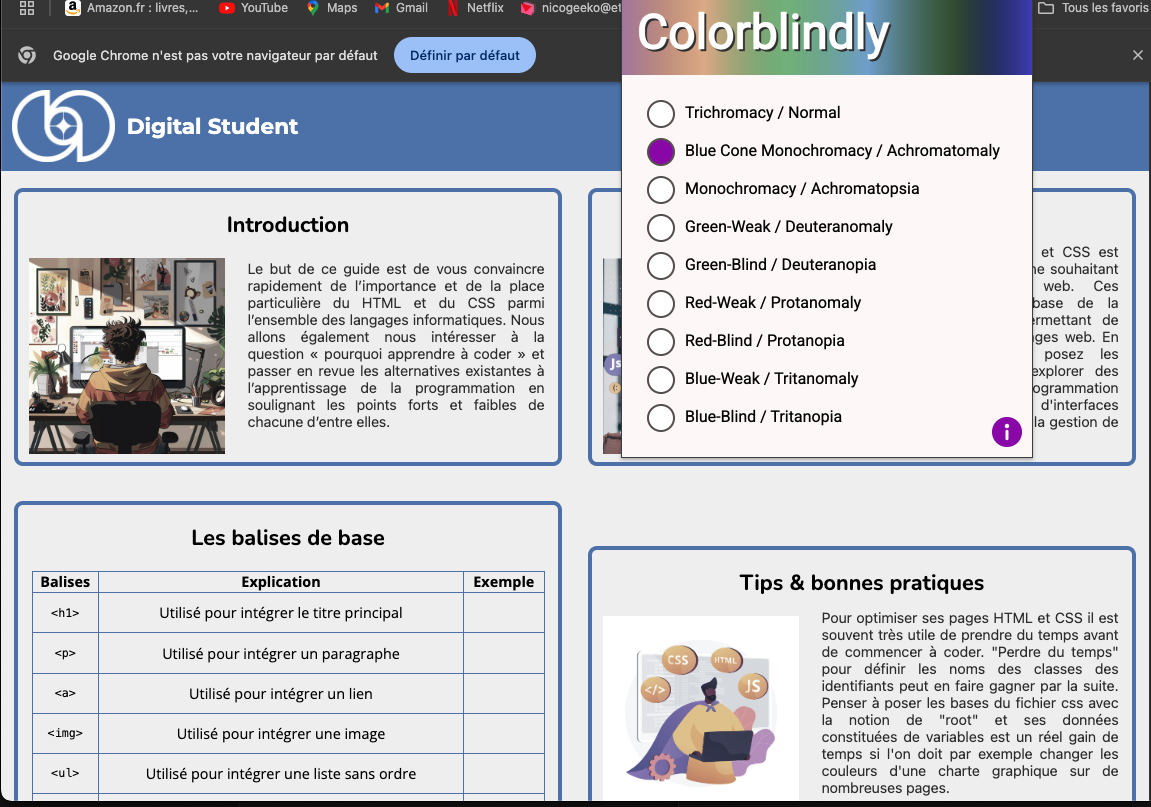 Amazon.fr : livres,...
YouTube
Maps
Gmail
Netflix
nicogeeko@et
Tous les favoris
Google Chrome n'est pas votre navigateur par défaut
Définir par défaut
Colorblindly
Trichromacy / Normal
Blue Cone Monochromacy / Achromatomaly
Monochromacy / Achromatopsia
Green-Weak / Deuteranomaly
Green-Blind / Deuteranopia
Red-Weak / Protanomaly
Red-Blind / Protanopia
Blue-Weak / Tritanomaly
Blue-Blind / Tritanopia
i
Digital Student
Introduction
Le but de ce guide est de vous convaincre
rapidement de l’importance et de la place
particulière du HTML et du CSS parmi
l’ensemble des langages informatiques. Nous
allons également nous intéresser à la
question « pourquoi apprendre à coder » et
passer en revue les alternatives existantes à
l’apprentissage de la programmation en
soulignant les points forts et faibles de
chacune d’entre elles.
Js
et CSS est
ne souhaitant
web. Ces
base de la
ermettant de
ges web. En
posez les
explorer des
ogrammation
d'interfaces
la gestion de
Les balises de base
Balises Explication Exemple
<h1> Utilisé pour intégrer le titre principal
<p> Utilisé pour intégrer un paragraphe
<a> Utilisé pour intégrer un lien
<img> Utilisé pour intégrer une image
<ul> Utilisé pour intégrer une liste sans ordre
Tips & bonnes pratiques
CSS
HTML
</>
JS
Pour optimiser ses pages HTML et CSS il est
souvent très utile de prendre du temps avant
de commencer à coder. "Perdre du temps"
pour définir les noms des classes des
identifiants peut en faire gagner par la suite.
Penser à poser les bases du fichier css avec
la notion de "root" et ses données
constituées de variables est un réel gain de
temps si l'on doit par exemple changer les
couleurs d'une charte graphique sur de
nombreuses pages.